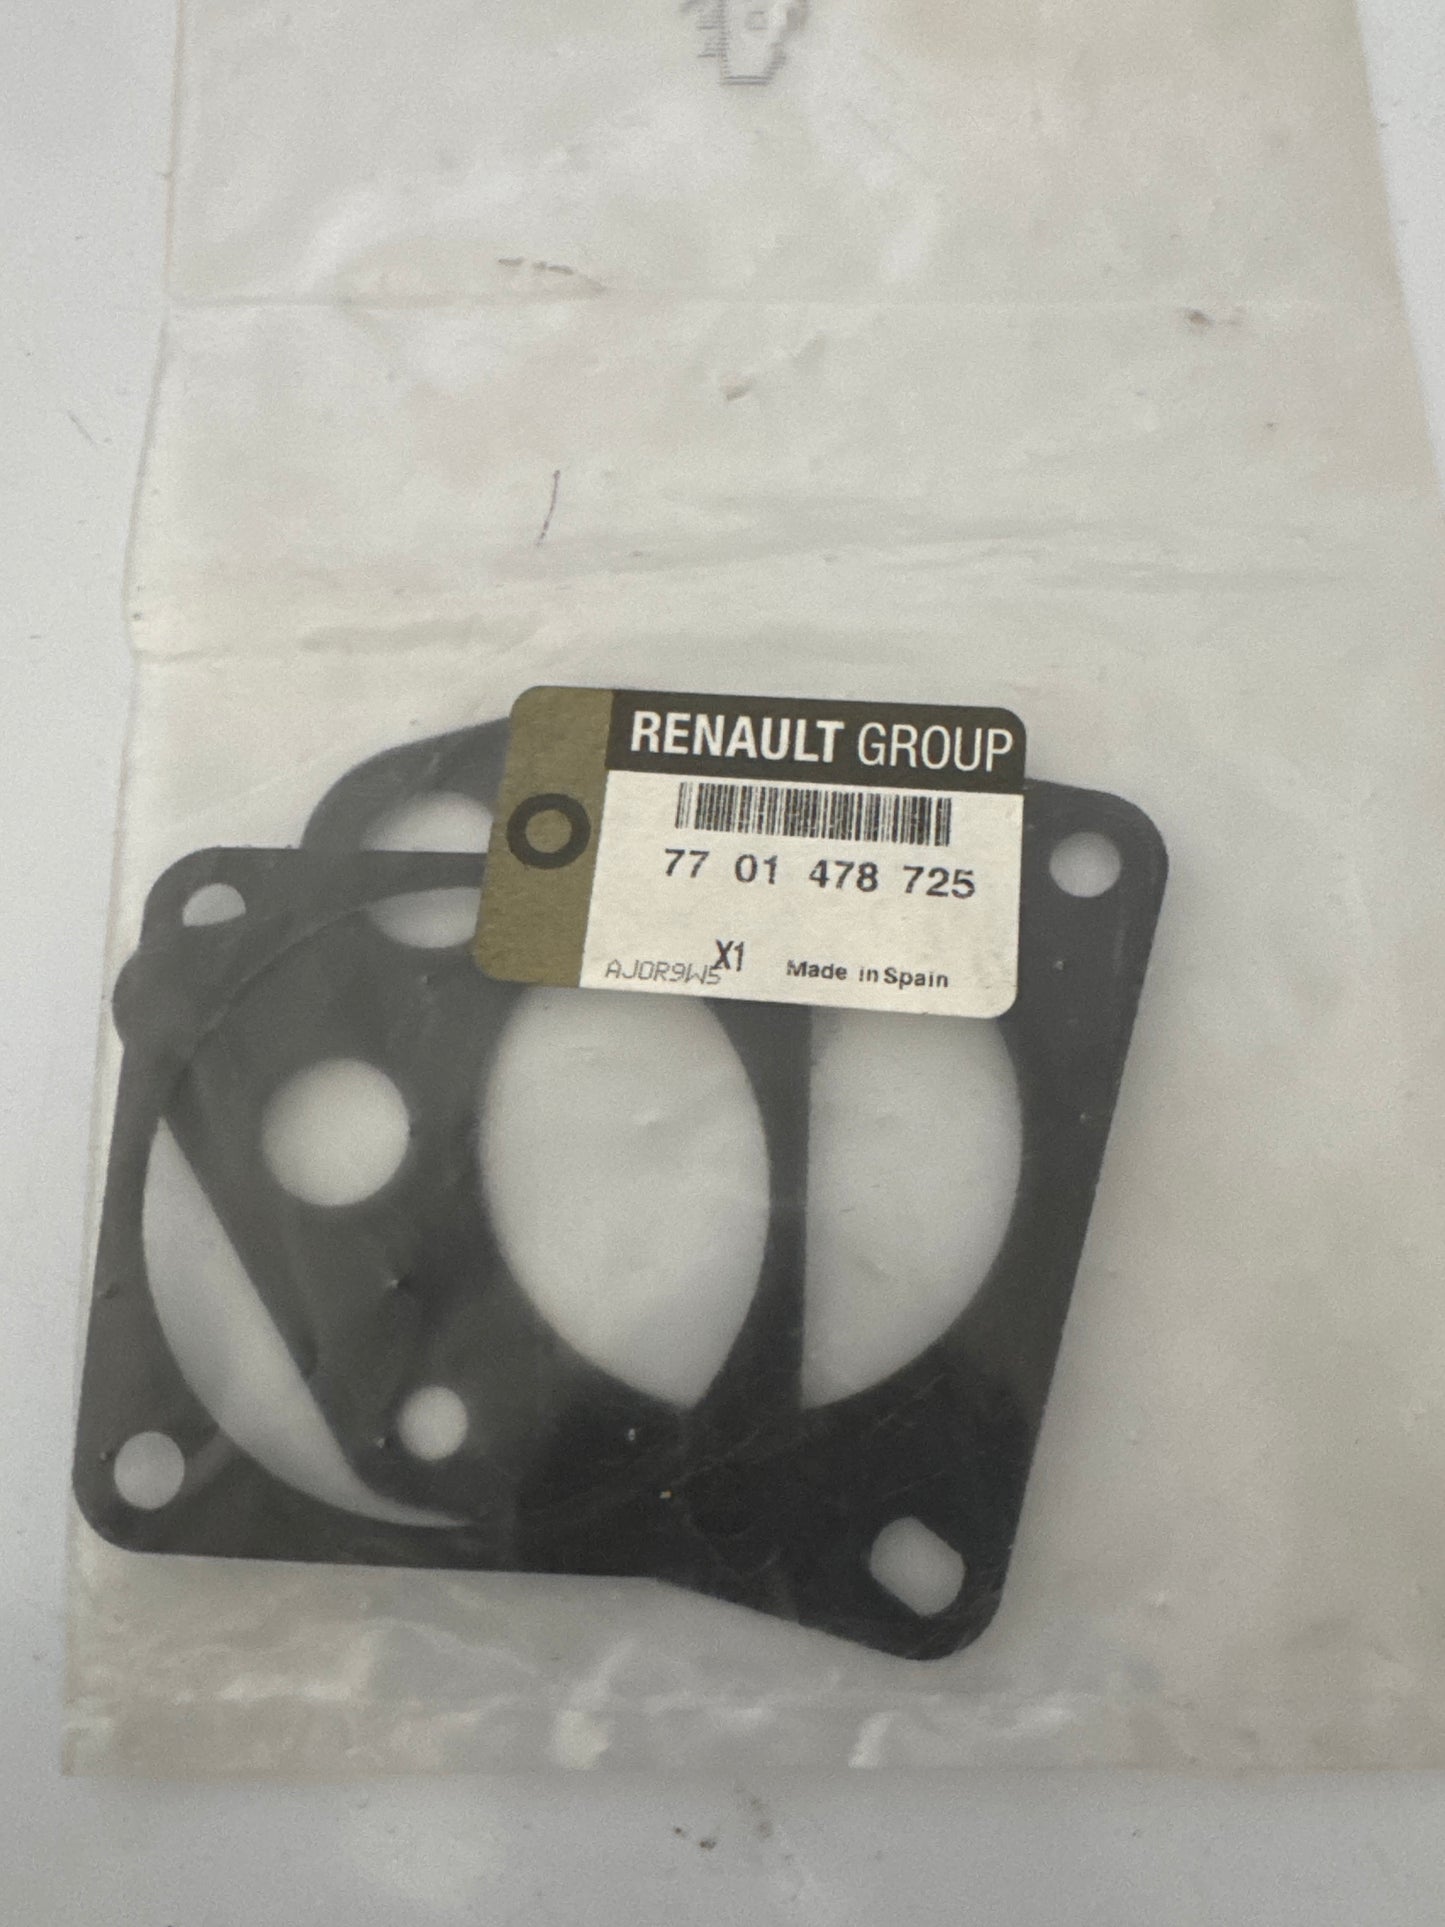 RENAULT GROUP
77 01 478 725
X1
AJOR9W5 Made in Spain